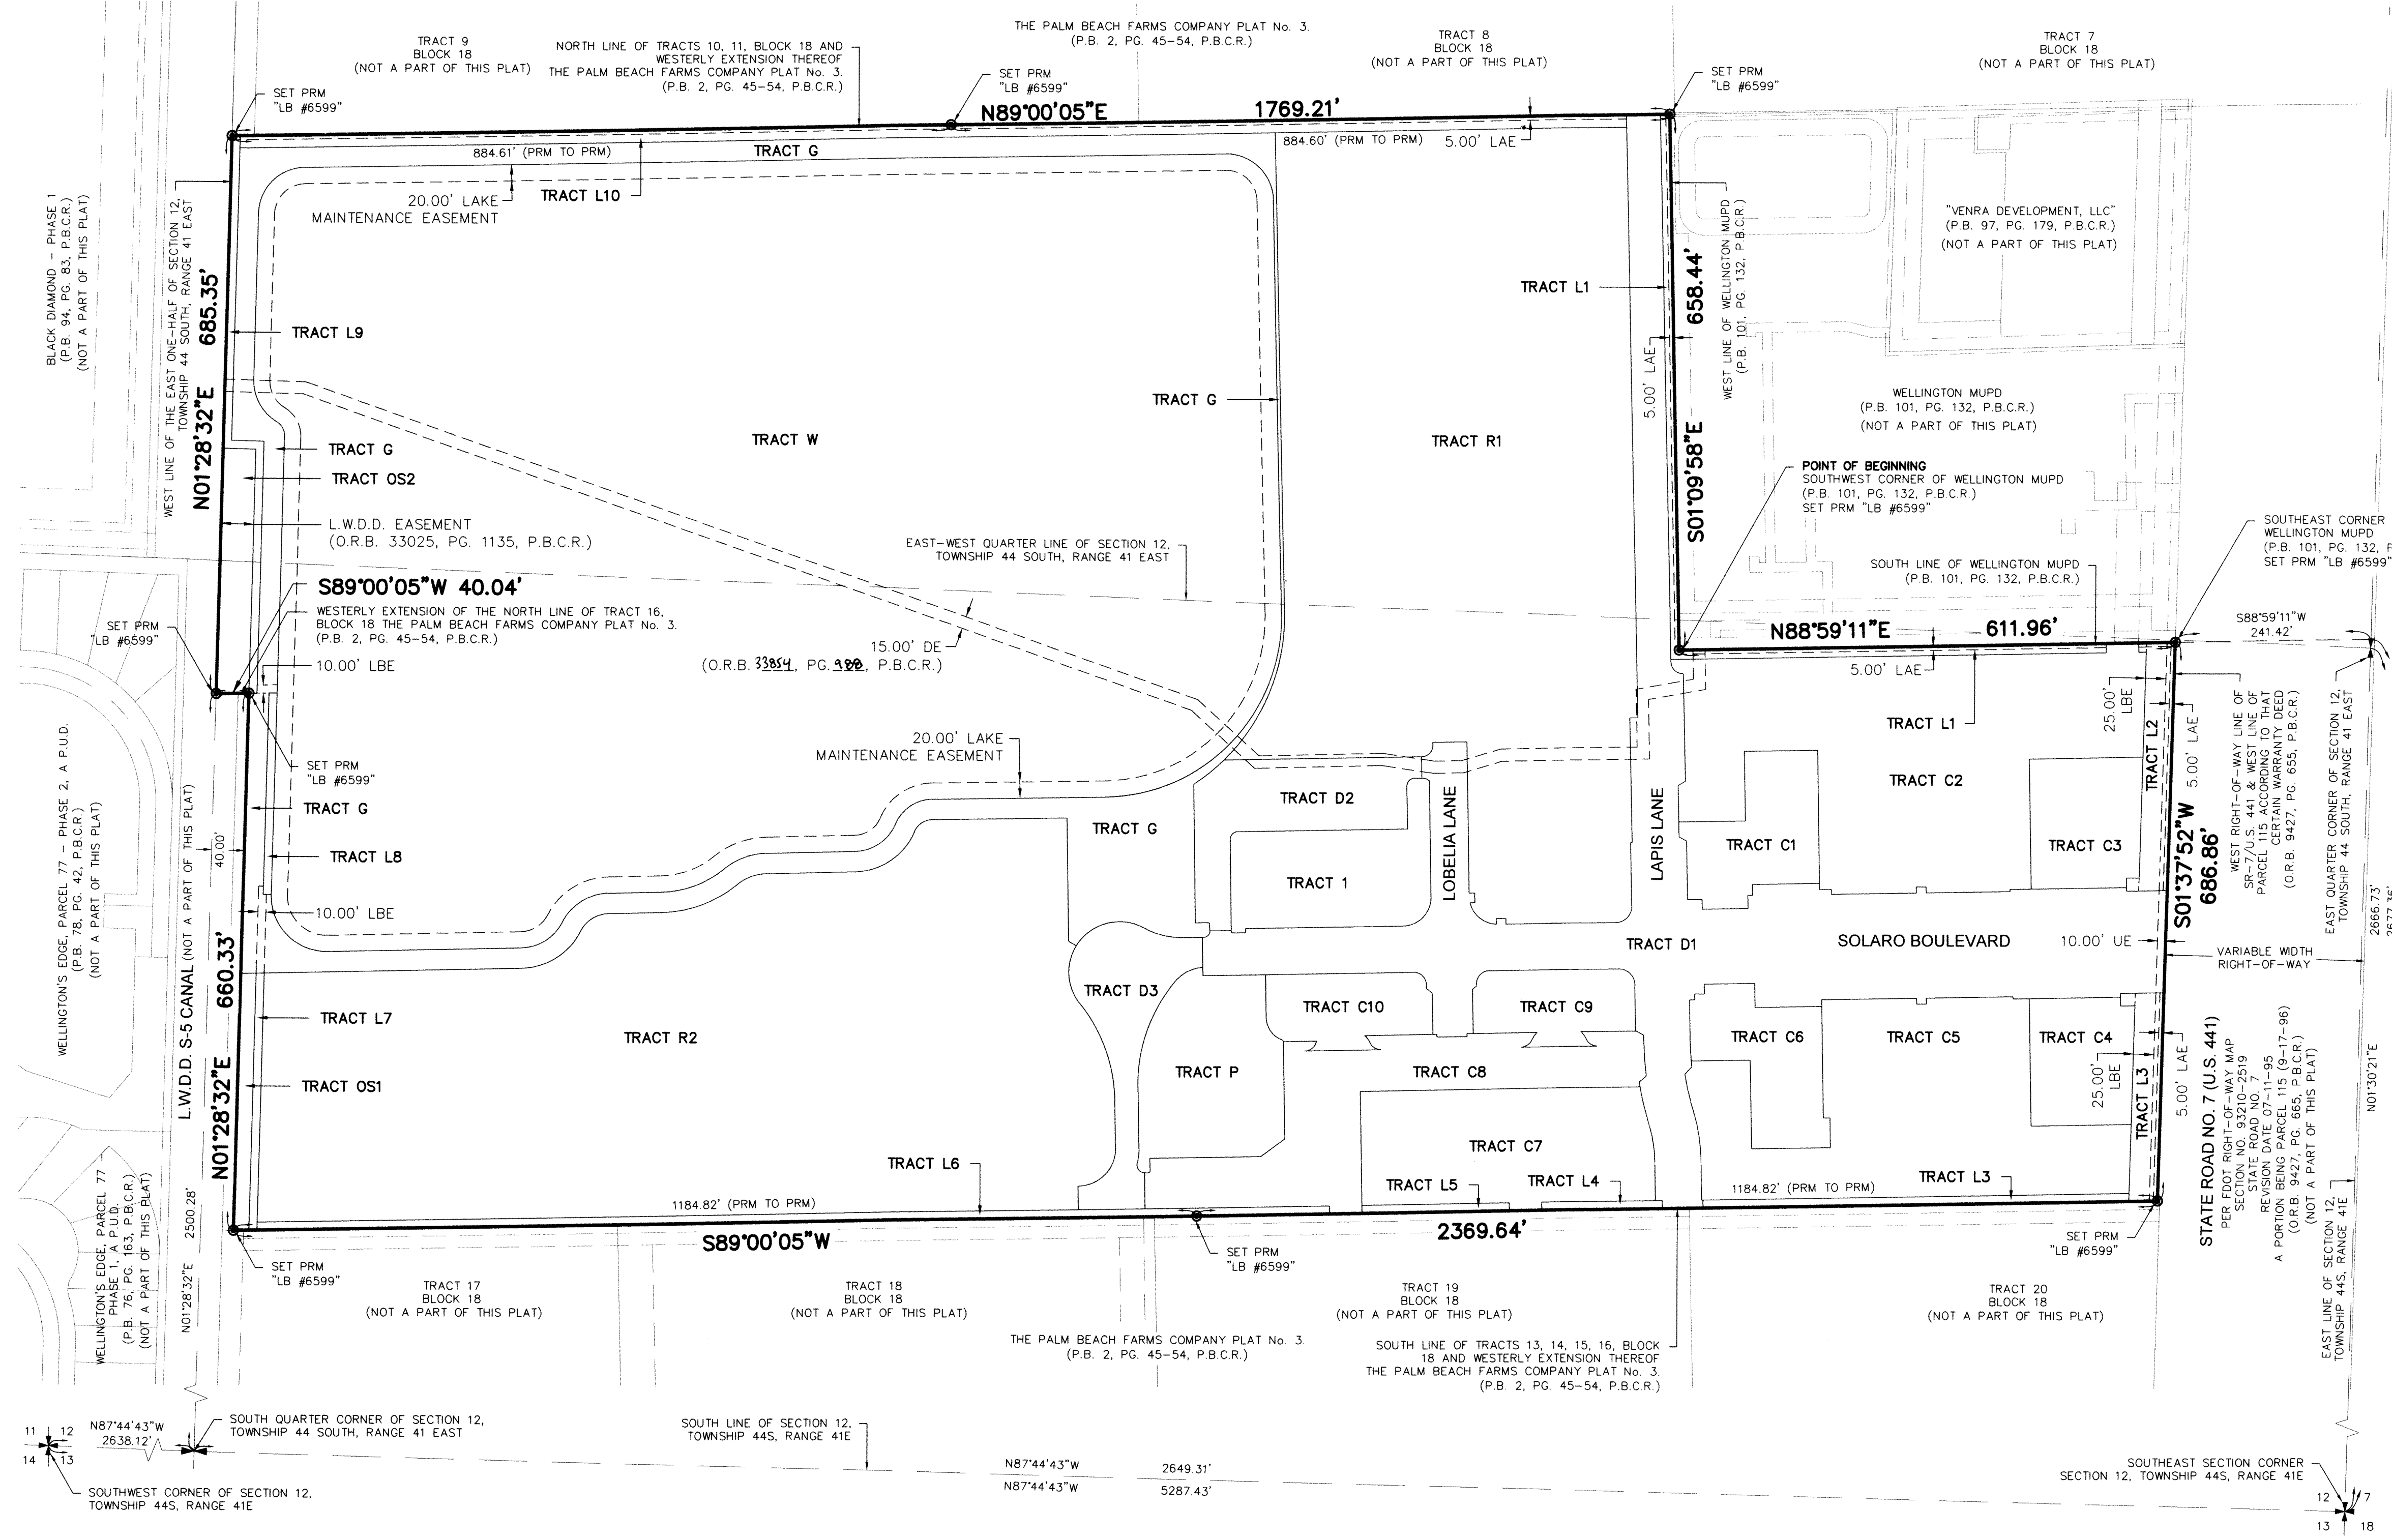 THE PALM BEACH FARMS COMPANY PLAT No. 3.
(P.B. 2, PG. 45-54, P.B.C.R.)
TRACT 9
BLOCK 18
(NOT A PART OF THIS PLAT)
NORTH LINE OF TRACTS 10, 11, BLOCK 18 AND
WESTERLY EXTENSION THEREOF
THE PALM BEACH FARMS COMPANY PLAT No. 3.
(P.B. 2, PG. 45-54, P.B.C.R.)
TRACT 8
BLOCK 18
(NOT A PART OF THIS PLAT)
TRACT 7
BLOCK 18
(NOT A PART OF THIS PLAT)
SET PRM
"LB #6599"
SET PRM
"LB #6599"
SET PRM
"LB #6599"
N89°00'05"E 1769.21'
884.61' (PRM TO PRM)
TRACT G
884.60' (PRM TO PRM)
5.00' LAE
20.00' LAKE
MAINTENANCE EASEMENT
TRACT L10
BLACK DIAMOND - PHASE 1
(P.B. 94, PG. 83, P.B.C.R.)
(NOT A PART OF THIS PLAT)
WEST LINE OF THE EAST ONE-HALF OF SECTION 12,
TOWNSHIP 44 SOUTH, RANGE 41 EAST
N01°28'32"E 685.35'
TRACT L9
TRACT G
TRACT OS2
L.W.D.D. EASEMENT
(O.R.B. 33025, PG. 1135, P.B.C.R.)
TRACT W
TRACT G
TRACT R1
TRACT L1
5.00' LAE
S01°09'58"E 658.44'
WEST LINE OF WELLINGTON MUPD
(P.B. 101, PG. 132, P.B.C.R.)
"VENRA DEVELOPMENT, LLC"
(P.B. 97, PG. 179, P.B.C.R.)
(NOT A PART OF THIS PLAT)
WELLINGTON MUPD
(P.B. 101, PG. 132, P.B.C.R.)
(NOT A PART OF THIS PLAT)
POINT OF BEGINNING
SOUTHWEST CORNER OF WELLINGTON MUPD
(P.B. 101, PG. 132, P.B.C.R.)
SET PRM "LB #6599"
SOUTHEAST CORNER
WELLINGTON MUPD
(P.B. 101, PG. 132, P
SET PRM "LB #6599"
EAST-WEST QUARTER LINE OF SECTION 12,
TOWNSHIP 44 SOUTH, RANGE 41 EAST
SOUTH LINE OF WELLINGTON MUPD
(P.B. 101, PG. 132, P.B.C.R.)
S89°00'05"W 40.04'
WESTERLY EXTENSION OF THE NORTH LINE OF TRACT 16,
BLOCK 18 THE PALM BEACH FARMS COMPANY PLAT No. 3.
(P.B. 2, PG. 45-54, P.B.C.R.)
SET PRM
"LB #6599"
10.00' LBE
15.00' DE
(O.R.B. 33854, PG. 988, P.B.C.R.)
N88°59'11"E 611.96'
S88°59'11"W
241.42'
5.00' LAE
TRACT L1
25.00'
LBE
TRACT L2
5.00' LAE
WEST RIGHT-OF-WAY LINE OF
SR-7/U.S. 441 & WEST LINE OF
PARCEL 115 ACCORDING TO THAT
CERTAIN WARRANTY DEED
(O.R.B. 9427, PG. 655, P.B.C.R.)
EAST QUARTER CORNER OF SECTION 12,
TOWNSHIP 44 SOUTH, RANGE 41 EAST
2666.73'
SET PRM
"LB #6599"
20.00' LAKE
MAINTENANCE EASEMENT
TRACT G
40.00'
TRACT L8
10.00' LBE
WELLINGTON'S EDGE, PARCEL 77 - PHASE 2, A P.U.D.
(P.B. 78, PG. 42, P.B.C.R.)
(NOT A PART OF THIS PLAT)
L.W.D.D. S-5 CANAL (NOT A PART OF THIS PLAT)
N01°28'32"E 660.33'
TRACT D2
TRACT G
TRACT 1
LOBELIA LANE
LAPIS LANE
TRACT C2
TRACT C1
TRACT C3
S01°37'52"W
686.86'
TRACT D1
SOLARO BOULEVARD
10.00' UE
VARIABLE WIDTH
RIGHT-OF-WAY
TRACT L7
TRACT R2
TRACT D3
TRACT C10
TRACT C9
TRACT C6
TRACT C5
TRACT C4
TRACT OS1
TRACT P
TRACT C8
TRACT C7
25.00'
LBE
TRACT L3
5.00' LAE
STATE ROAD NO. 7 (U.S. 441)
PER FDOT RIGHT-OF-WAY MAP
SECTION NO. 93210-2519
STATE ROAD NO. 7
REVISION DATE 07-11-95
A PORTION BEING PARCEL 115 (9-17-96)
(O.R.B. 9427, PG. 665, P.B.C.R.)
(NOT A PART OF THIS PLAT)
N01°30'21"E
EAST LINE OF SECTION 12,
TOWNSHIP 44S, RANGE 41E
WELLINGTON'S EDGE, PARCEL 77 -
PHASE 1, A P.U.D.
(P.B. 76, PG. 163, P.B.C.R.)
(NOT A PART OF THIS PLAT)
N01°28'32"E 2500.28'
TRACT L6
TRACT L5
TRACT L4
TRACT L3
1184.82' (PRM TO PRM)
1184.82' (PRM TO PRM)
S89°00'05"W 2369.64'
SET PRM
"LB #6599"
SET PRM
"LB #6599"
SET PRM
"LB #6599"
TRACT 17
BLOCK 18
(NOT A PART OF THIS PLAT)
TRACT 18
BLOCK 18
(NOT A PART OF THIS PLAT)
TRACT 19
BLOCK 18
(NOT A PART OF THIS PLAT)
TRACT 20
BLOCK 18
(NOT A PART OF THIS PLAT)
THE PALM BEACH FARMS COMPANY PLAT No. 3.
(P.B. 2, PG. 45-54, P.B.C.R.)
SOUTH LINE OF TRACTS 13, 14, 15, 16, BLOCK
18 AND WESTERLY EXTENSION THEREOF
THE PALM BEACH FARMS COMPANY PLAT No. 3.
(P.B. 2, PG. 45-54, P.B.C.R.)
11 12
14 13
N87°44'43"W
2638.12'
SOUTH QUARTER CORNER OF SECTION 12,
TOWNSHIP 44 SOUTH, RANGE 41 EAST
SOUTH LINE OF SECTION 12,
TOWNSHIP 44S, RANGE 41E
N87°44'43"W 2649.31'
N87°44'43"W 5287.43'
SOUTHWEST CORNER OF SECTION 12,
TOWNSHIP 44S, RANGE 41E
SOUTHEAST SECTION CORNER
SECTION 12, TOWNSHIP 44S, RANGE 41E
12 7
13 18